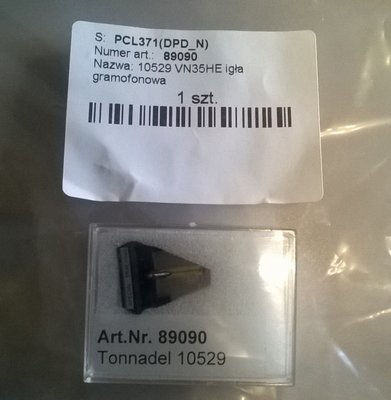 S: PCL371(DPD_N)
Numer art.: 89090
Nazwa: 10529 VN35HE igła
gramofonowa
1 szt.
Art.Nr. 89090
Tonnadel 10529